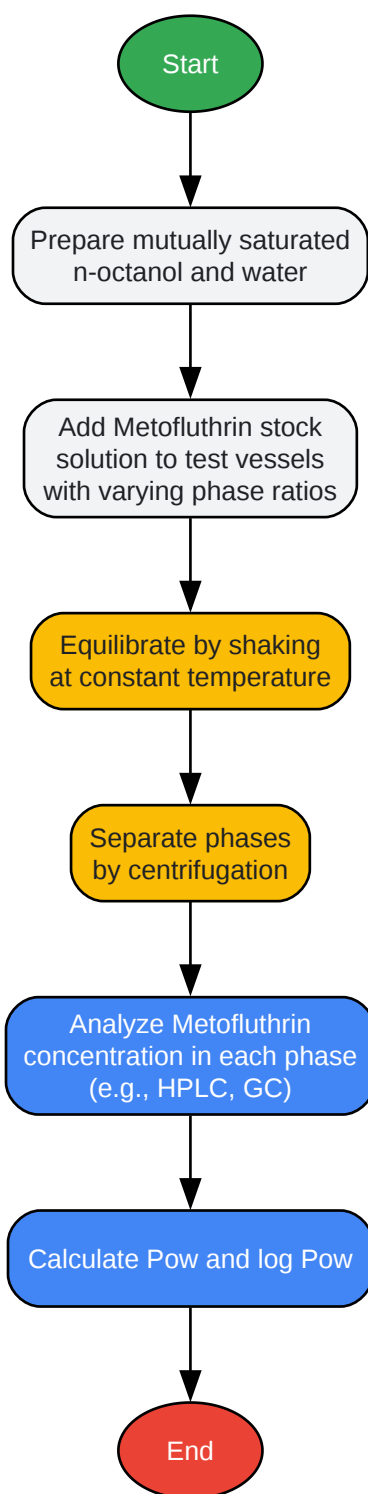 Start
Prepare mutually saturated
n-octanol and water
Add Metofluthrin stock
solution to test vessels
with varying phase ratios
Equilibrate by shaking
at constant temperature
Separate phases
by centrifugation
Analyze Metofluthrin
concentration in each phase
(e.g., HPLC, GC)
Calculate Pow and log Pow
End